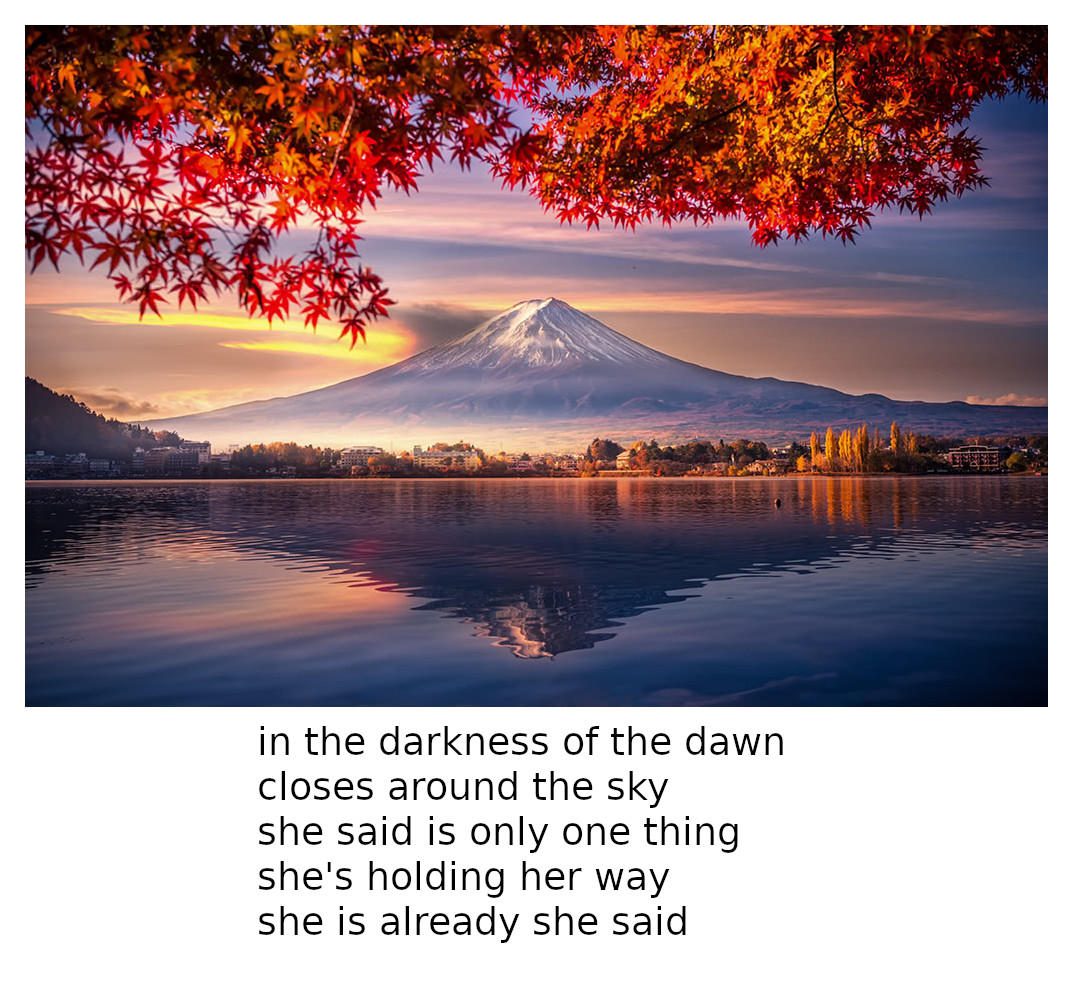 in the darkness of the dawn
closes around the sky
she said is only one thing
she's holding her way
she is already she said